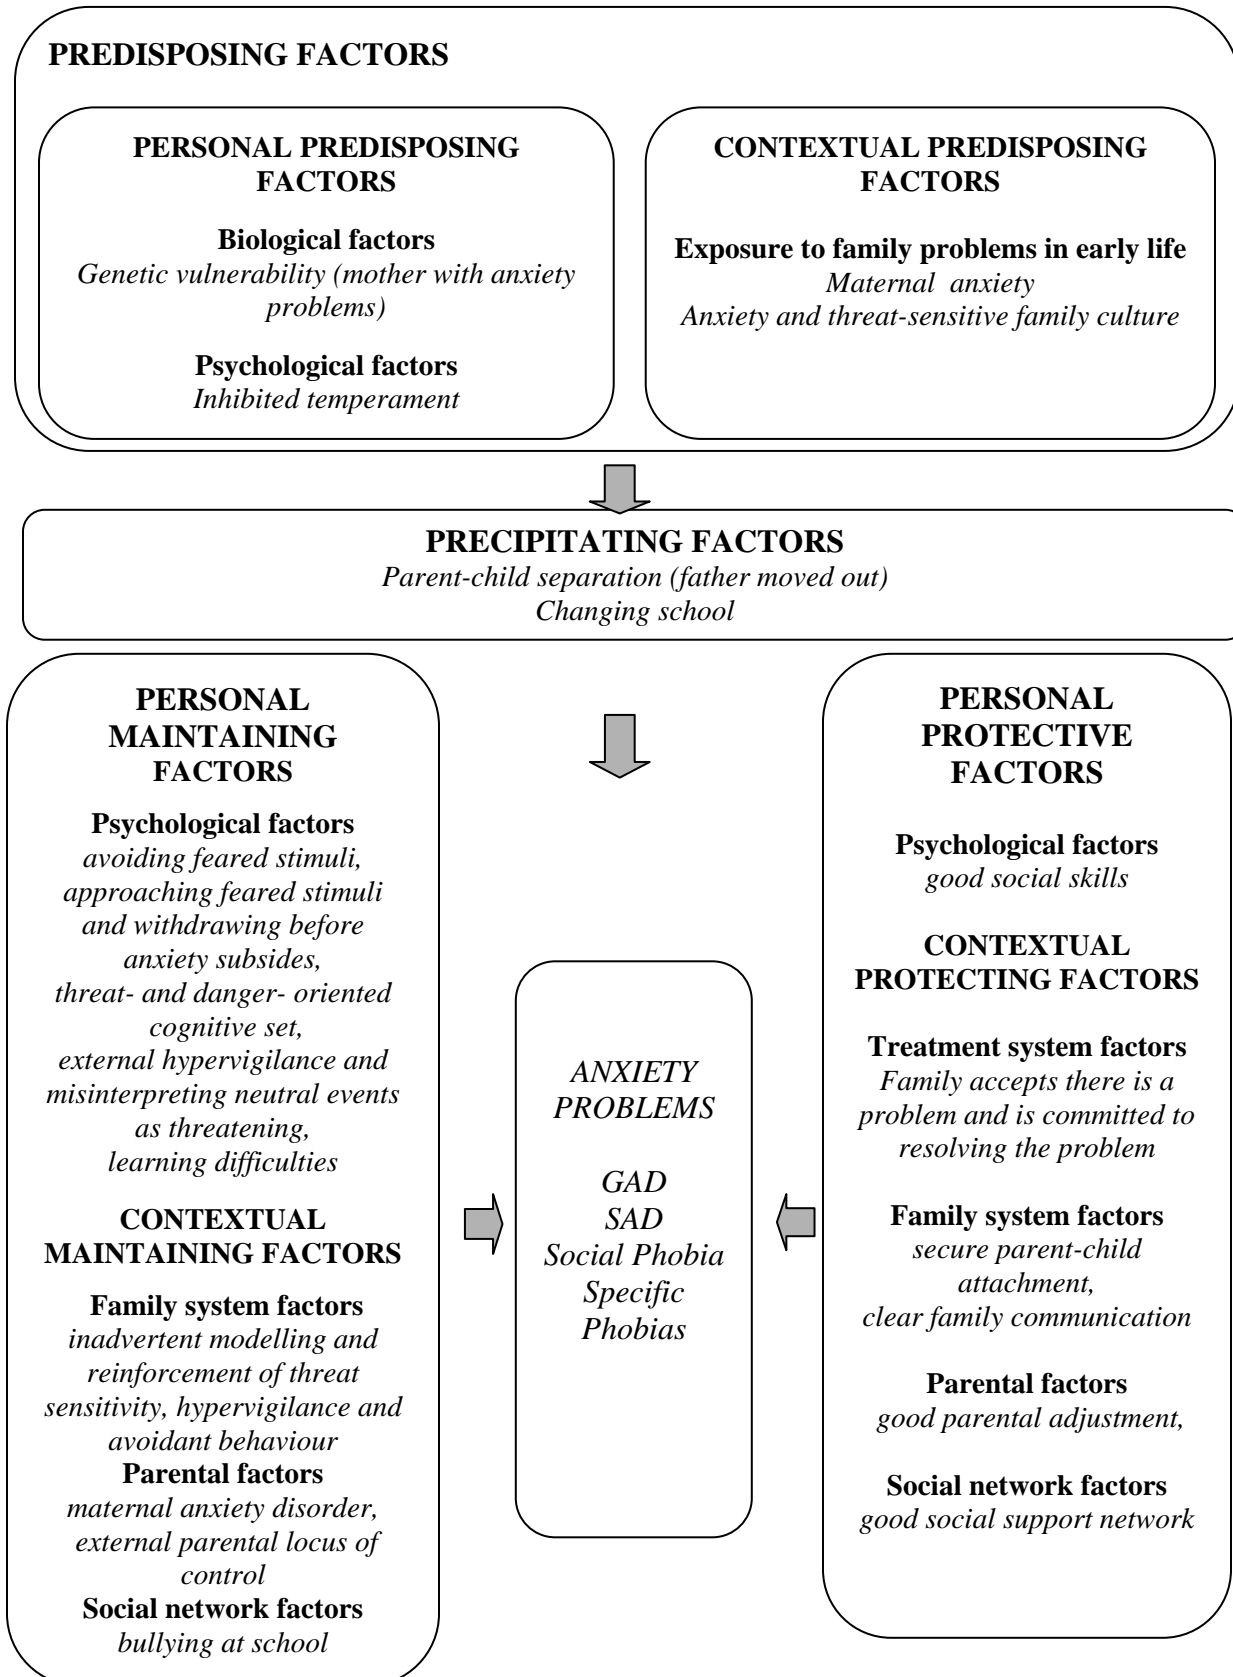 PREDISPOSING FACTORS
PERSONAL PREDISPOSING
FACTORS
Biological factors
Genetic vulnerability (mother with anxiety
problems)
Psychological factors
Inhibited temperament
CONTEXTUAL PREDISPOSING
FACTORS
Exposure to family problems in early life
Maternal anxiety
Anxiety and threat-sensitive family culture
PRECIPITATING FACTORS
Parent-child separation (father moved out)
Changing school
PERSONAL
MAINTAINING
FACTORS
Psychological factors
avoiding feared stimuli,
approaching feared stimuli
and withdrawing before
anxiety subsides,
threat- and danger- oriented
cognitive set,
external hypervigilance and
misinterpreting neutral events
as threatening,
learning difficulties
CONTEXTUAL
MAINTAINING FACTORS
Family system factors
inadvertent modelling and
reinforcement of threat
sensitivity, hypervigilance and
avoidant behaviour
Parental factors
maternal anxiety disorder,
external parental locus of
control
Social network factors
bullying at school
ANXIETY
PROBLEMS
GAD
SAD
Social Phobia
Specific
Phobias
PERSONAL
PROTECTIVE
FACTORS
Psychological factors
good social skills
CONTEXTUAL
PROTECTING FACTORS
Treatment system factors
Family accepts there is a
problem and is committed to
resolving the problem
Family system factors
secure parent-child
attachment,
clear family communication
Parental factors
good parental adjustment,
Social network factors
good social support network